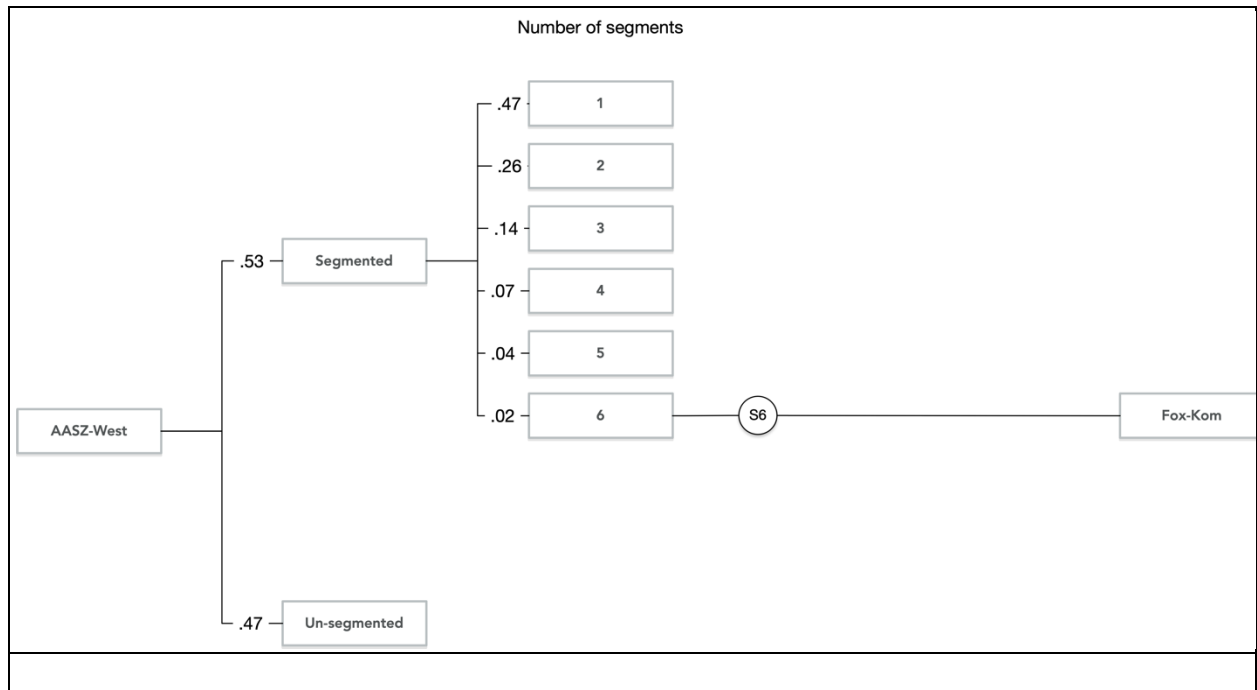 Number of segments
.47
1
.26
2
.14
3
.53
Segmented
.07
4
.04
5
.02
6
S6
Fox-Kom
AASZ-West
.47
Un-segmented